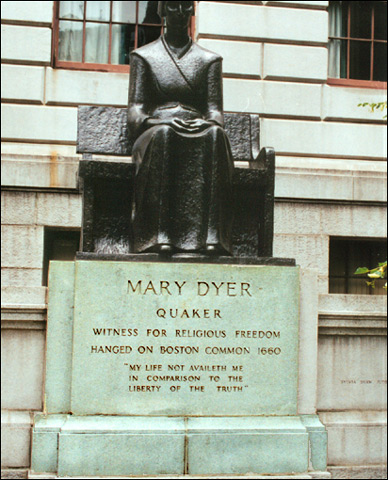 MARY DYER
QUAKER
WITNESS FOR RELIGIOUS FREEDOM
HANGED ON BOSTON COMMON 1660
"MY LIFE NOT AVAILETH ME
IN COMPARISON TO THE
LIBERTY OF THE TRUTH"